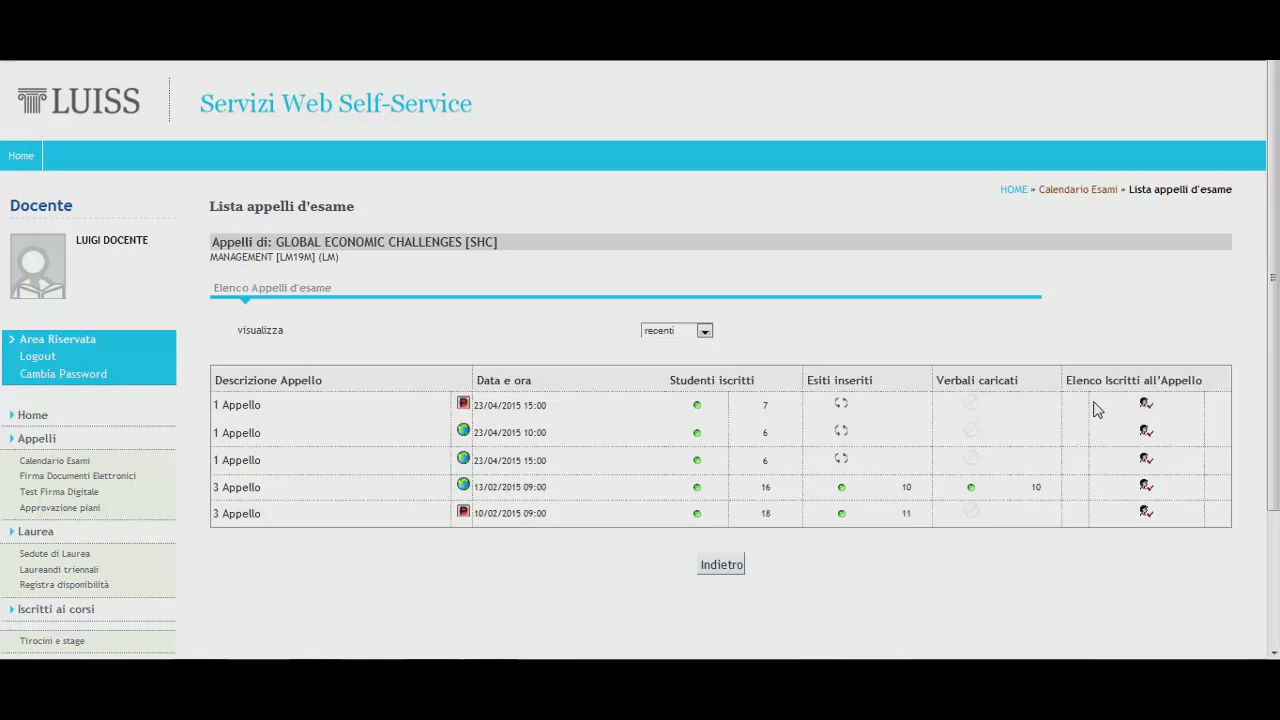 LUISS
Servizi Web Self-Service
Home
HOME » Calendario Esami » Lista appelli d'esame
Docente
LUIGI DOCENTE
Area Riservata
Logout
Cambia Password
Home
Appelli
Calendario Esami
Firma Documenti Elettronici
Test Firma Digitale
Approvazione piani
Laurea
Sedute di Laurea
Laureandi triennali
Registra disponibilità
Iscritti ai corsi
Tirocini e stage
Lista appelli d'esame
Appelli di: GLOBAL ECONOMIC CHALLENGES [SHC]
MANAGEMENT [LM19M] (LM)
Elenco Appelli d'esame
visualizza recenti
Descrizione Appello Data e ora Studenti iscritti Esiti inseriti Verbali caricati Elenco Iscritti all'Appello
1 Appello P 23/04/2015 15:00 7
1 Appello 23/04/2015 10:00 6
1 Appello 23/04/2015 15:00 6
3 Appello 13/02/2015 09:00 16 10 10
3 Appello P 10/02/2015 09:00 18 11
Indietro